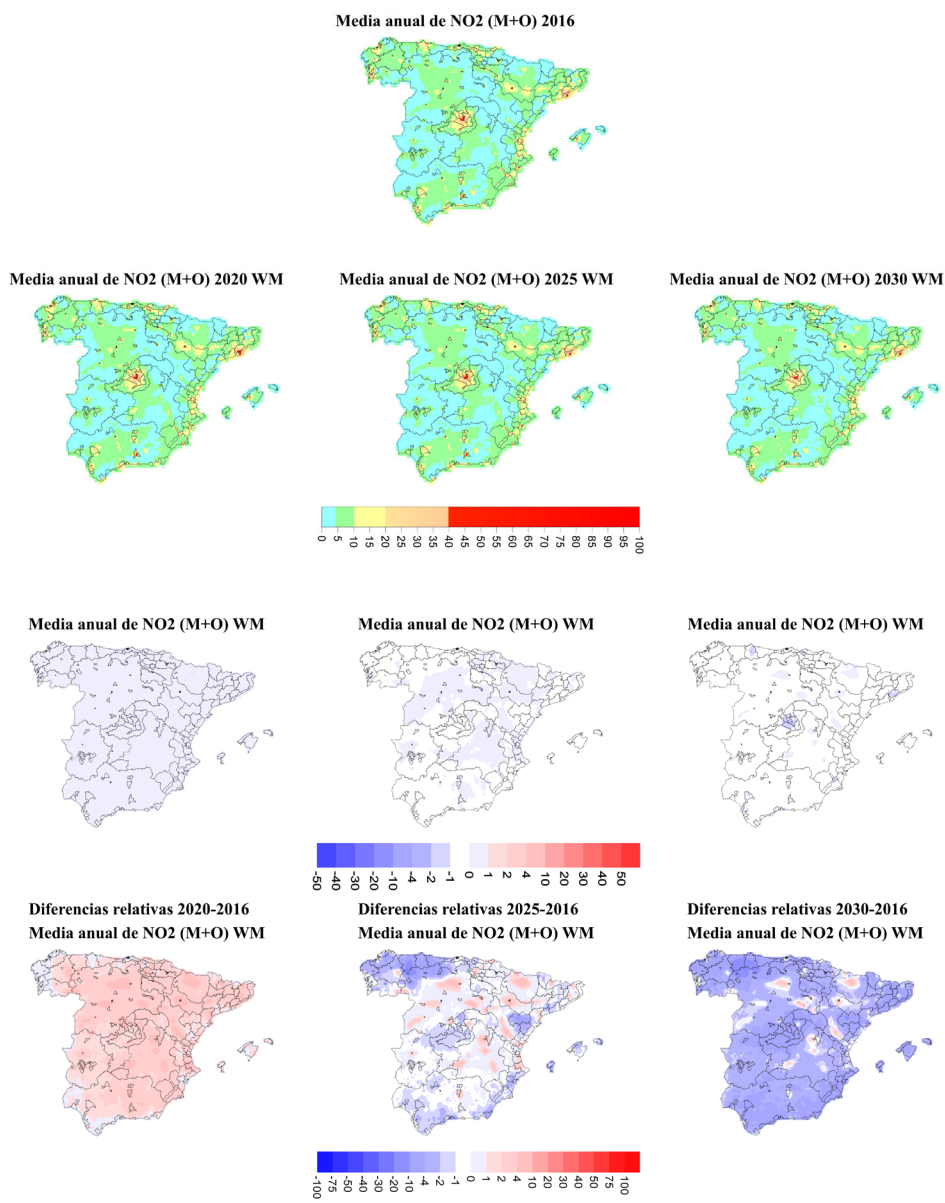 Media anual de NO2 (M+O) 2016
Media anual de NO2 (M+O) 2020 WM
Media anual de NO2 (M+O) 2025 WM
Media anual de NO2 (M+O) 2030 WM
0 5 10 15 20 25 30 35 40 45 50 55 60 65 70 75 80 85 90 95 100
Media anual de NO2 (M+O) WM
Media anual de NO2 (M+O) WM
Media anual de NO2 (M+O) WM
-50 -40 -30 -20 -10 -4 -2 -1 0 1 2 4 10 20 30 40 50
Diferencias relativas 2020-2016
Media anual de NO2 (M+O) WM
Diferencias relativas 2025-2016
Media anual de NO2 (M+O) WM
Diferencias relativas 2030-2016
Media anual de NO2 (M+O) WM
-100 -75 -50 -40 -20 -14 -4 -2 -1 0 1 2 4 14 20 40 50 75 100